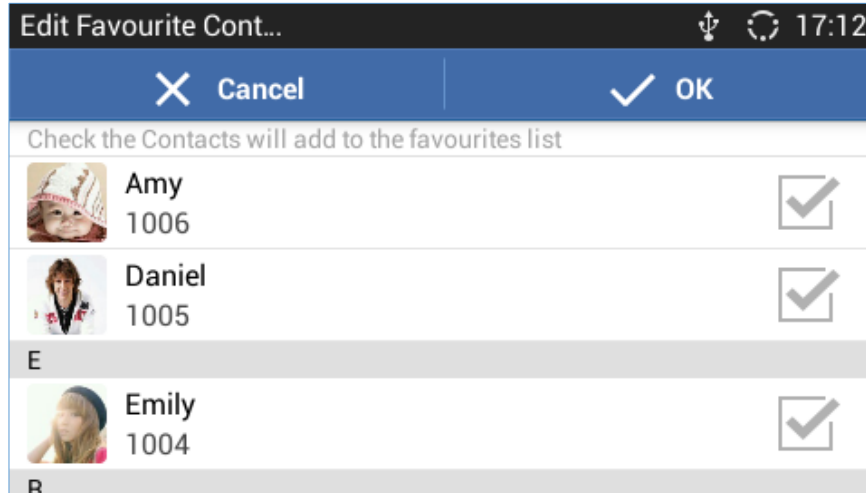 Edit Favourite Cont... 17:12
Cancel OK
Check the Contacts will add to the favourites list
Amy
1006
Daniel
1005
E
Emily
1004